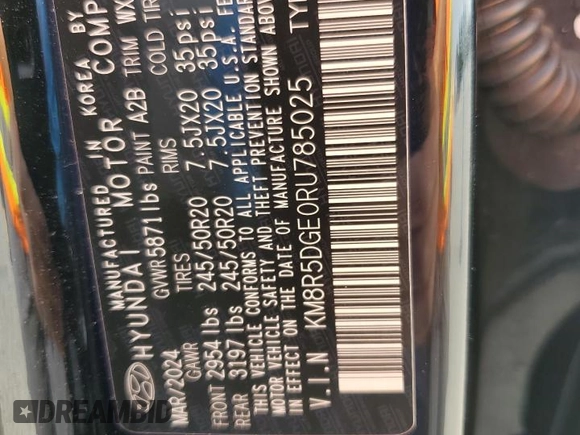 MANUFACTURED IN KOREA BY
HYUNDAI MOTOR COMP
MAR/2024 GVWR 5871 lbs PAINT A2B TRIM WX
GAWR TIRES RIMS COLD TIR
FRONT 2954 lbs 245/50R20 7.5JX20 35psi
REAR 3197 lbs 245/50R20 7.5JX20 35psi
THIS VEHICLE CONFORMS TO ALL APPLICABLE U.S.A. FE
MOTOR VEHICLE SAFETY AND THEFT PREVENTION STANDAR
IN EFFECT ON THE DATE OF MANUFACTURE SHOWN ABOV
V.I.N KM8R5DGE0RU785025 TY
DREAMBID